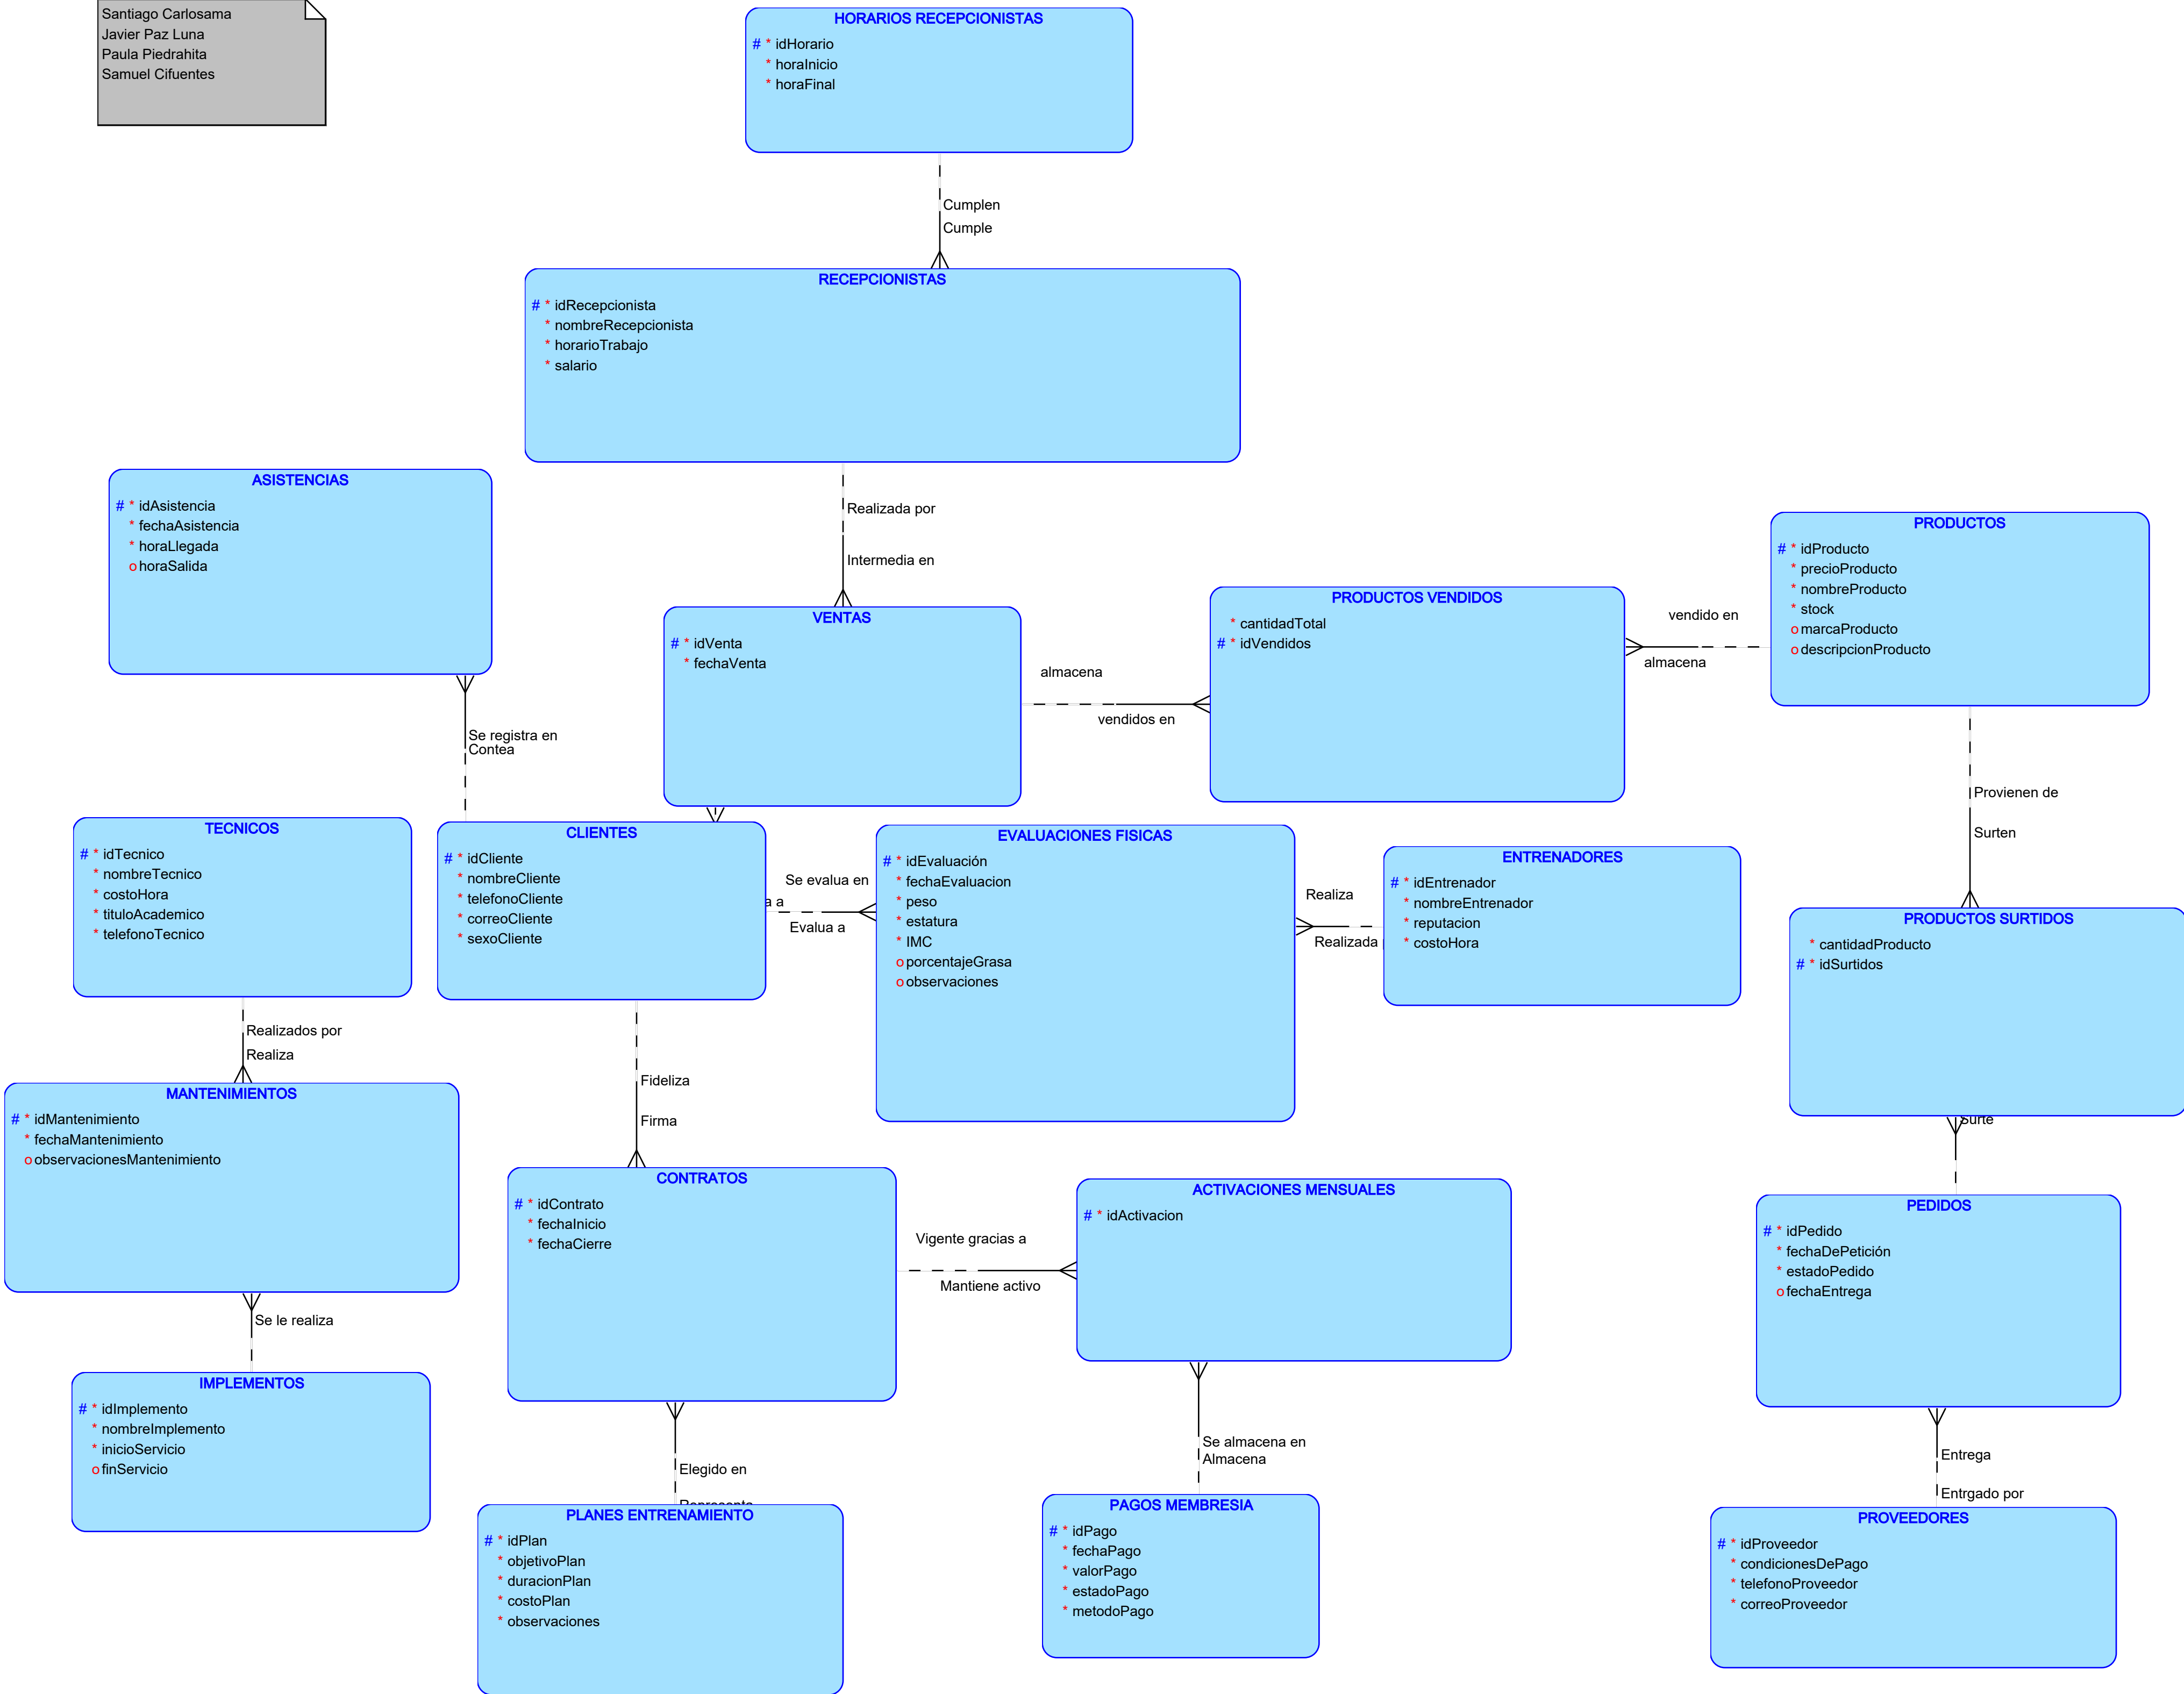 Santiago Carlosama
Javier Paz Luna
Paula Piedrahita
Samuel Cifuentes
HORARIOS RECEPCIONISTAS
# * idHorario
* horaInicio
* horaFinal
Cumplen
Cumple
RECEPCIONISTAS
# * idRecepcionista
* nombreRecepcionista
* horarioTrabajo
* salario
ASISTENCIAS
# * idAsistencia
* fechaAsistencia
* horaLlegada
o horaSalida
Realizada por
Intermedia en
PRODUCTOS
# * idProducto
* precioProducto
* nombreProducto
* stock
o marcaProducto
o descripcionProducto
VENTAS
# * idVenta
* fechaVenta
PRODUCTOS VENDIDOS
* cantidadTotal
# * idVendidos
vendido en
almacena
almacena
vendidos en
Se registra en
Contea
Provienen de
Surten
TECNICOS
# * idTecnico
* nombreTecnico
* costoHora
* tituloAcademico
* telefonoTecnico
CLIENTES
# * idCliente
* nombreCliente
* telefonoCliente
* correoCliente
* sexoCliente
a a
Se evalua en
Evalua a
EVALUACIONES FISICAS
# * idEvaluación
* fechaEvaluacion
* peso
* estatura
* IMC
o porcentajeGrasa
o observaciones
Realiza
Realizada
ENTRENADORES
# * idEntrenador
* nombreEntrenador
* reputacion
* costoHora
PRODUCTOS SURTIDOS
* cantidadProducto
# * idSurtidos
Realizados por
Realiza
Fideliza
Firma
MANTENIMIENTOS
# * idMantenimiento
* fechaMantenimiento
o observacionesMantenimiento
Surte
CONTRATOS
# * idContrato
* fechaInicio
* fechaCierre
Vigente gracias a
Mantiene activo
ACTIVACIONES MENSUALES
# * idActivacion
PEDIDOS
# * idPedido
* fechaDePetición
* estadoPedido
o fechaEntrega
Se le realiza
IMPLEMENTOS
# * idImplemento
* nombreImplemento
* inicioServicio
o finServicio
Elegido en
Se almacena en
Almacena
Entrega
Entrgado por
PLANES ENTRENAMIENTO
# * idPlan
* objetivoPlan
* duracionPlan
* costoPlan
* observaciones
PAGOS MEMBRESIA
# * idPago
* fechaPago
* valorPago
* estadoPago
* metodoPago
PROVEEDORES
# * idProveedor
* condicionesDePago
* telefonoProveedor
* correoProveedor